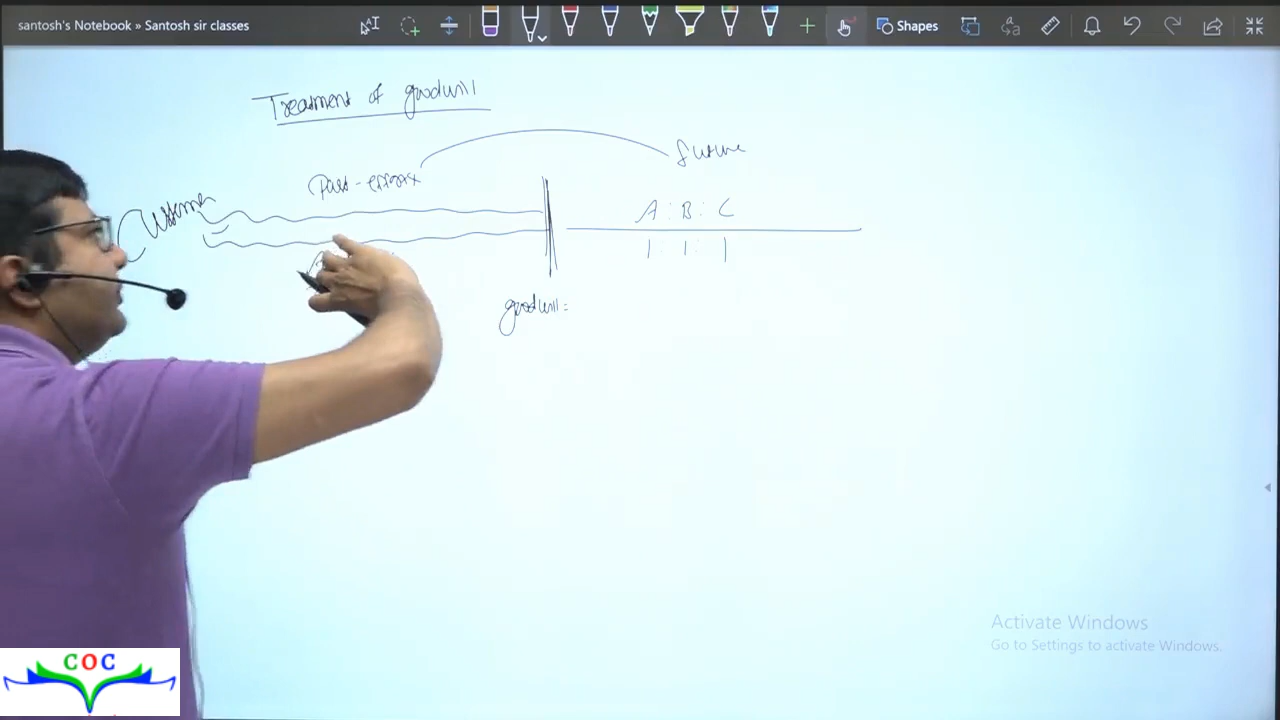 santosh's Notebook » Santosh sir classes
Shapes
Treatment of goodwill
Past - efforts
future
Customer
A : B : C
1 : 1 : 1
goodwill =
Activate Windows
Go to Settings to activate Windows.
COC